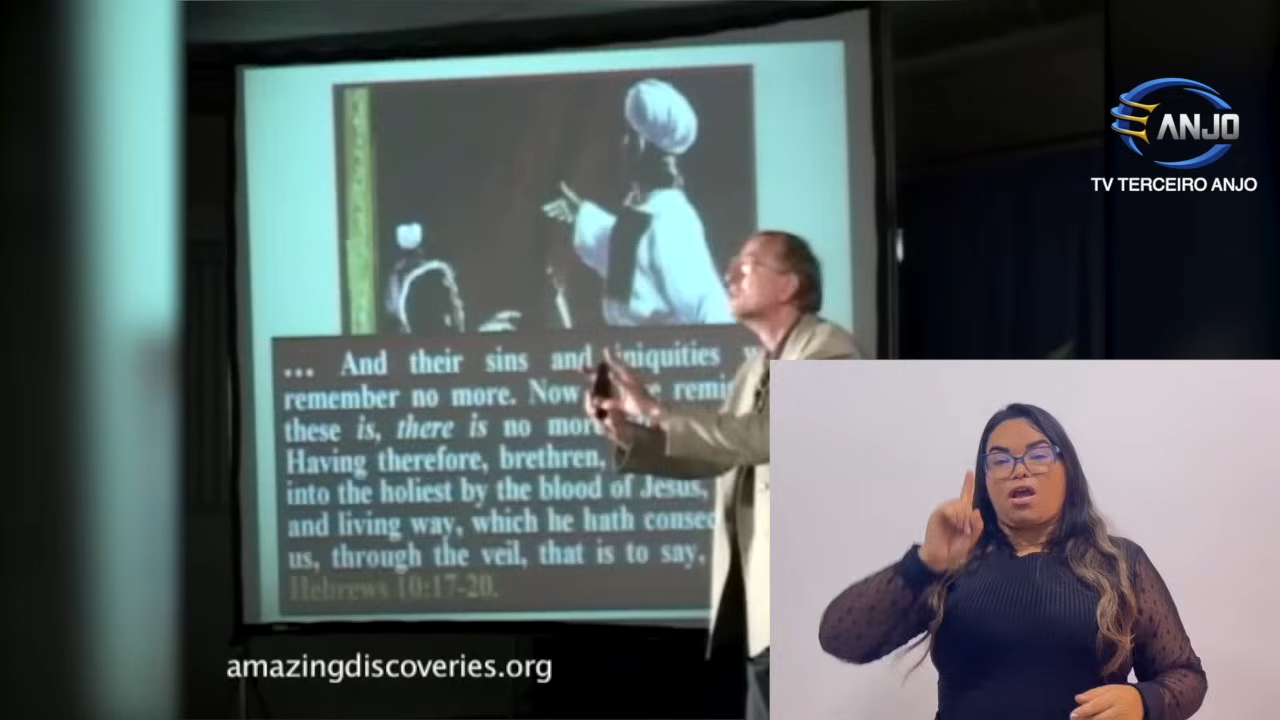 ... And their sins and iniquities
remember no more. Now
these is, there is no more
Having therefore, brethren,
into the holiest by the blood of Jesus,
and living way, which he hath
us, through the veil, that is to say,
Hebrews 10:17-20.
amazingdiscoveries.org
ANJO
TV TERCEIRO ANJO